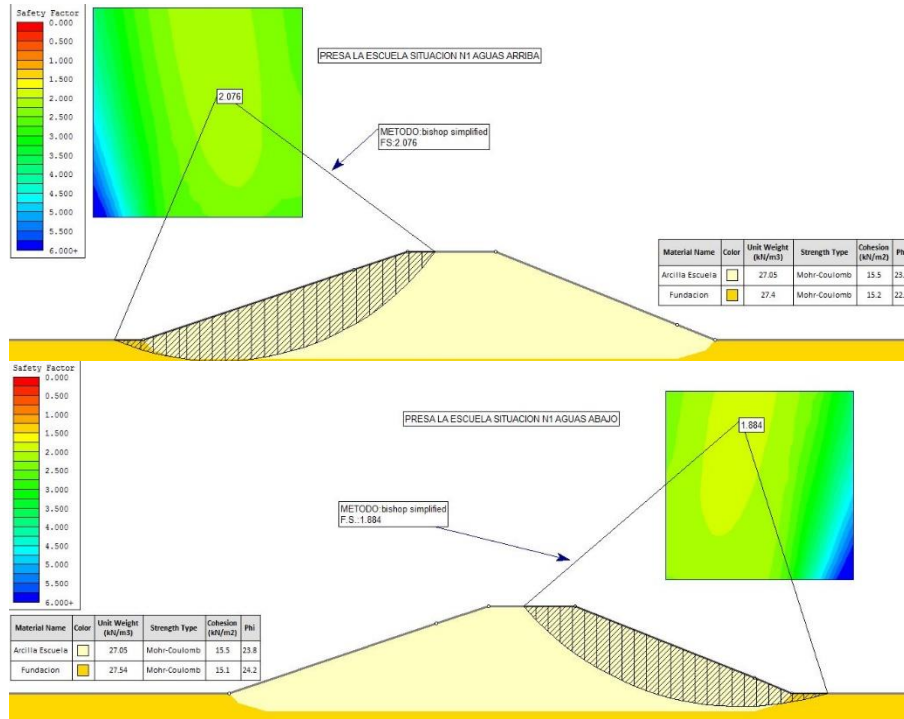 Safety Factor
0.000
0.500
1.000
1.500
2.000
2.500
3.000
3.500
4.000
4.500
5.000
5.500
6.000+
2.076
PRESA LA ESCUELA SITUACION N1 AGUAS ARRIBA
METODO:bishop simplified
FS:2.076
Material Name Color Unit Weight (kN/m3) Strength Type Cohesion (kN/m2)
Arcilla Escuela 27.05 Mohr-Coulomb 15.5 23.
Fundacion 27.4 Mohr-Coulomb 15.2 22.
Safety Factor
0.000
0.500
1.000
1.500
2.000
2.500
3.000
3.500
4.000
4.500
5.000
5.500
6.000+
PRESA LA ESCUELA SITUACION N1 AGUAS ABAJO
1.884
METODO:bishop simplified
F.S.:1.884
Material Name Color Unit Weight (kN/m3) Strength Type Cohesion (kN/m2) Phi
Arcilla Escuela 27.05 Mohr-Coulomb 15.5 23.8
Fundacion 27.54 Mohr-Coulomb 15.1 24.2